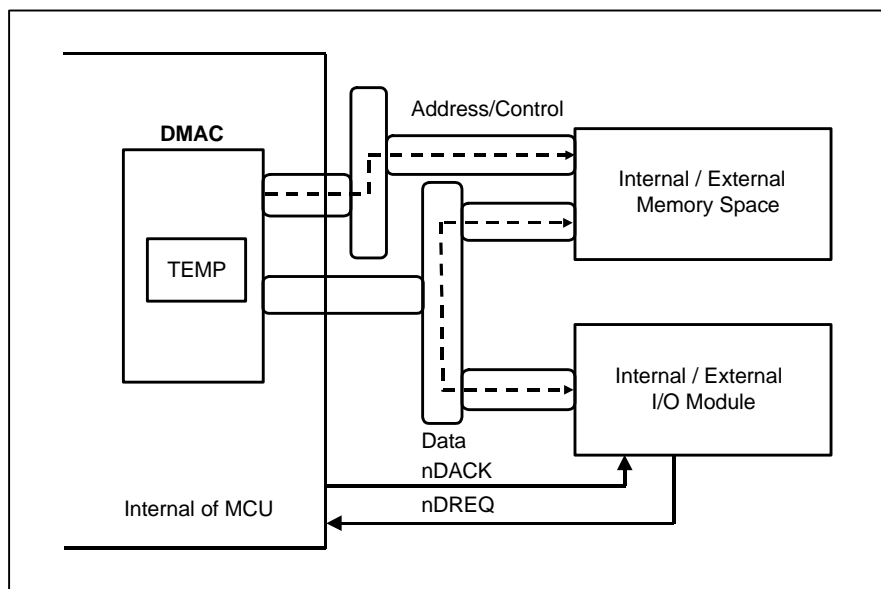 Address/Control
DMAC
Internal / External
Memory Space
TEMP
Internal / External
I/O Module
Data
nDACK
Internal of MCU
nDREQ